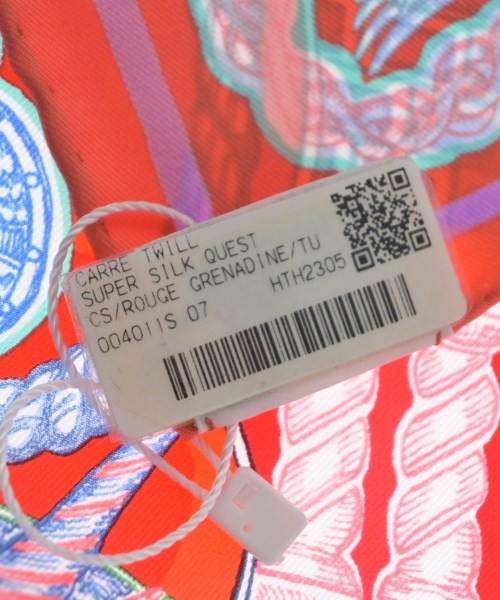 CARRE TWILL
SUPER SILK QUEST
CS/ROUGE GRENADINE/TU
004011S 07 HTH2305